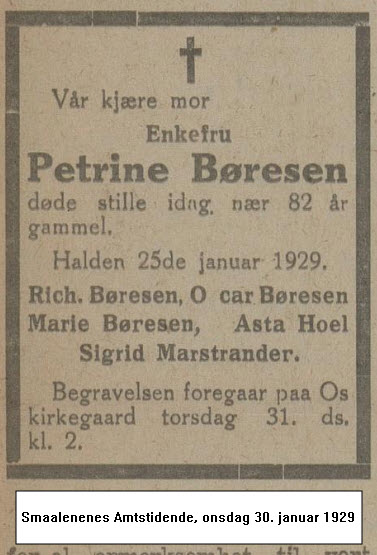 Vår kjære mor
Enkefru
Petrine Børesen
døde stille idag, nær 82 år
gammel.
Halden 25de januar 1929.
Rich. Børesen, O car Børesen
Marie Børesen, Asta Hoel
Sigrid Marstrander.
Begravelsen foregaar paa Os
kirkegaard torsdag 31. ds.
kl. 2.
Smaalenenes Amtstidende, onsdag 30. januar 1929